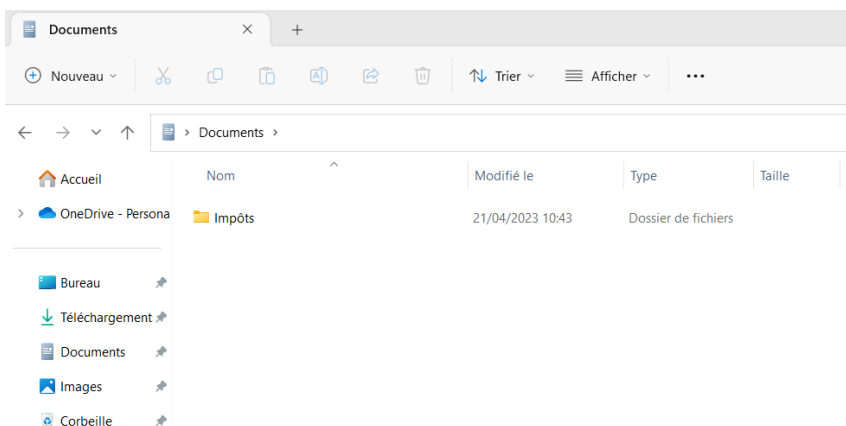 Documents
Nouveau
Trier
Afficher
Documents
Accueil
OneDrive - Persona
Bureau
Téléchargement
Documents
Images
Corbeille
Nom Modifié le Type Taille
Impôts 21/04/2023 10:43 Dossier de fichiers